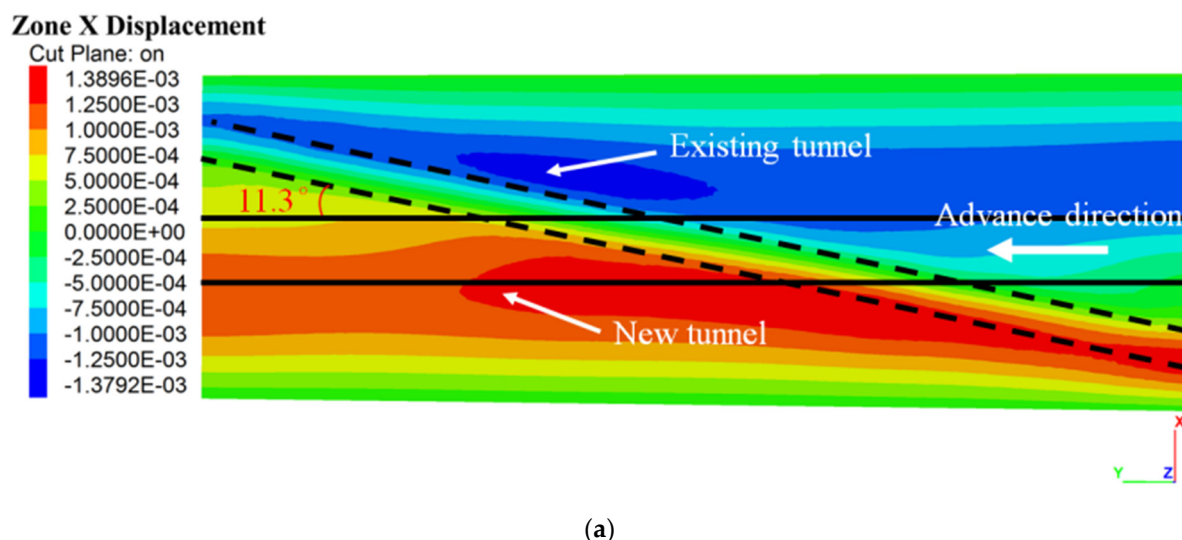 Zone X Displacement
Cut Plane: on
1.3896E-03
1.2500E-03
1.0000E-03
7.5000E-04
5.0000E-04
2.5000E-04
0.0000E+00
-2.5000E-04
-5.0000E-04
-7.5000E-04
-1.0000E-03
-1.2500E-03
-1.3792E-03
Existing tunnel
11.3°
Advance direction
New tunnel
X
Y
Z
(a)